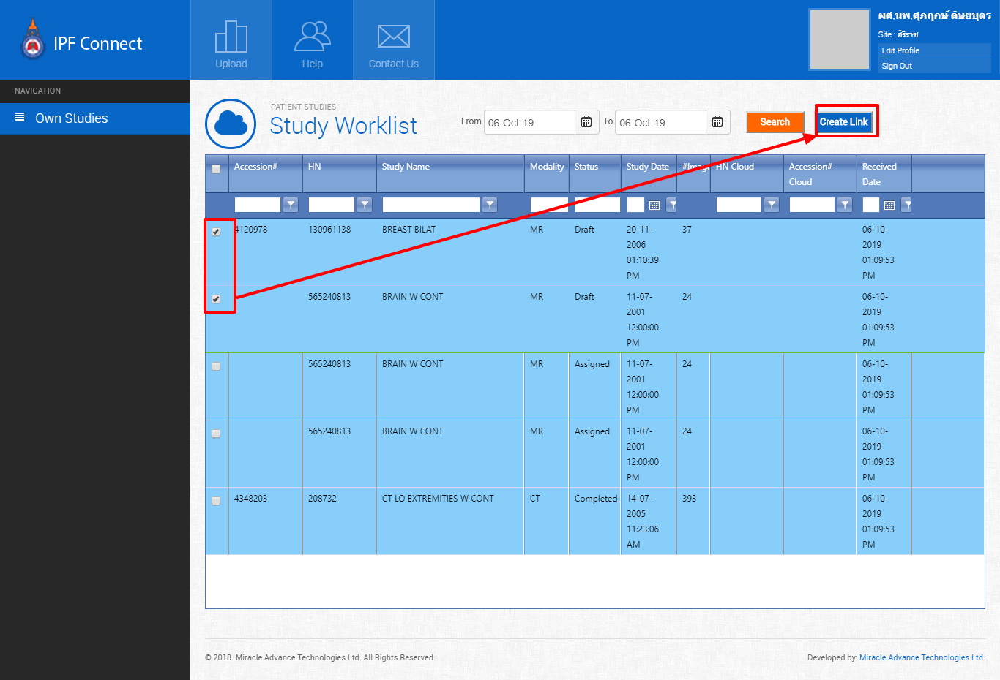 IPF Connect
Upload
Help
Contact Us
ผศ.นพ.ศุภฤกษ์ ดิษยบุตร
Site : ศิริราช
Edit Profile
Sign Out
NAVIGATION
Own Studies
PATIENT STUDIES
Study Worklist
From 06-Oct-19 To 06-Oct-19 Search Create Link
Accession# HN Study Name Modality Status Study Date #Image HN Cloud Accession# Cloud Received Date
4120978 130961138 BREAST BILAT MR Draft 20-11-2006 01:10:39 PM 37 06-10-2019 01:09:53 PM
565240813 BRAIN W CONT MR Draft 11-07-2001 12:00:00 PM 24 06-10-2019 01:09:53 PM
565240813 BRAIN W CONT MR Assigned 11-07-2001 12:00:00 PM 24 06-10-2019 01:09:53 PM
565240813 BRAIN W CONT MR Assigned 11-07-2001 12:00:00 PM 24 06-10-2019 01:09:53 PM
4348203 208732 CT LO EXTREMITIES W CONT CT Completed 14-07-2005 11:23:06 AM 393 06-10-2019 01:09:53 PM
© 2018. Miracle Advance Technologies Ltd. All Rights Reserved.
Developed by: Miracle Advance Technologies Ltd.